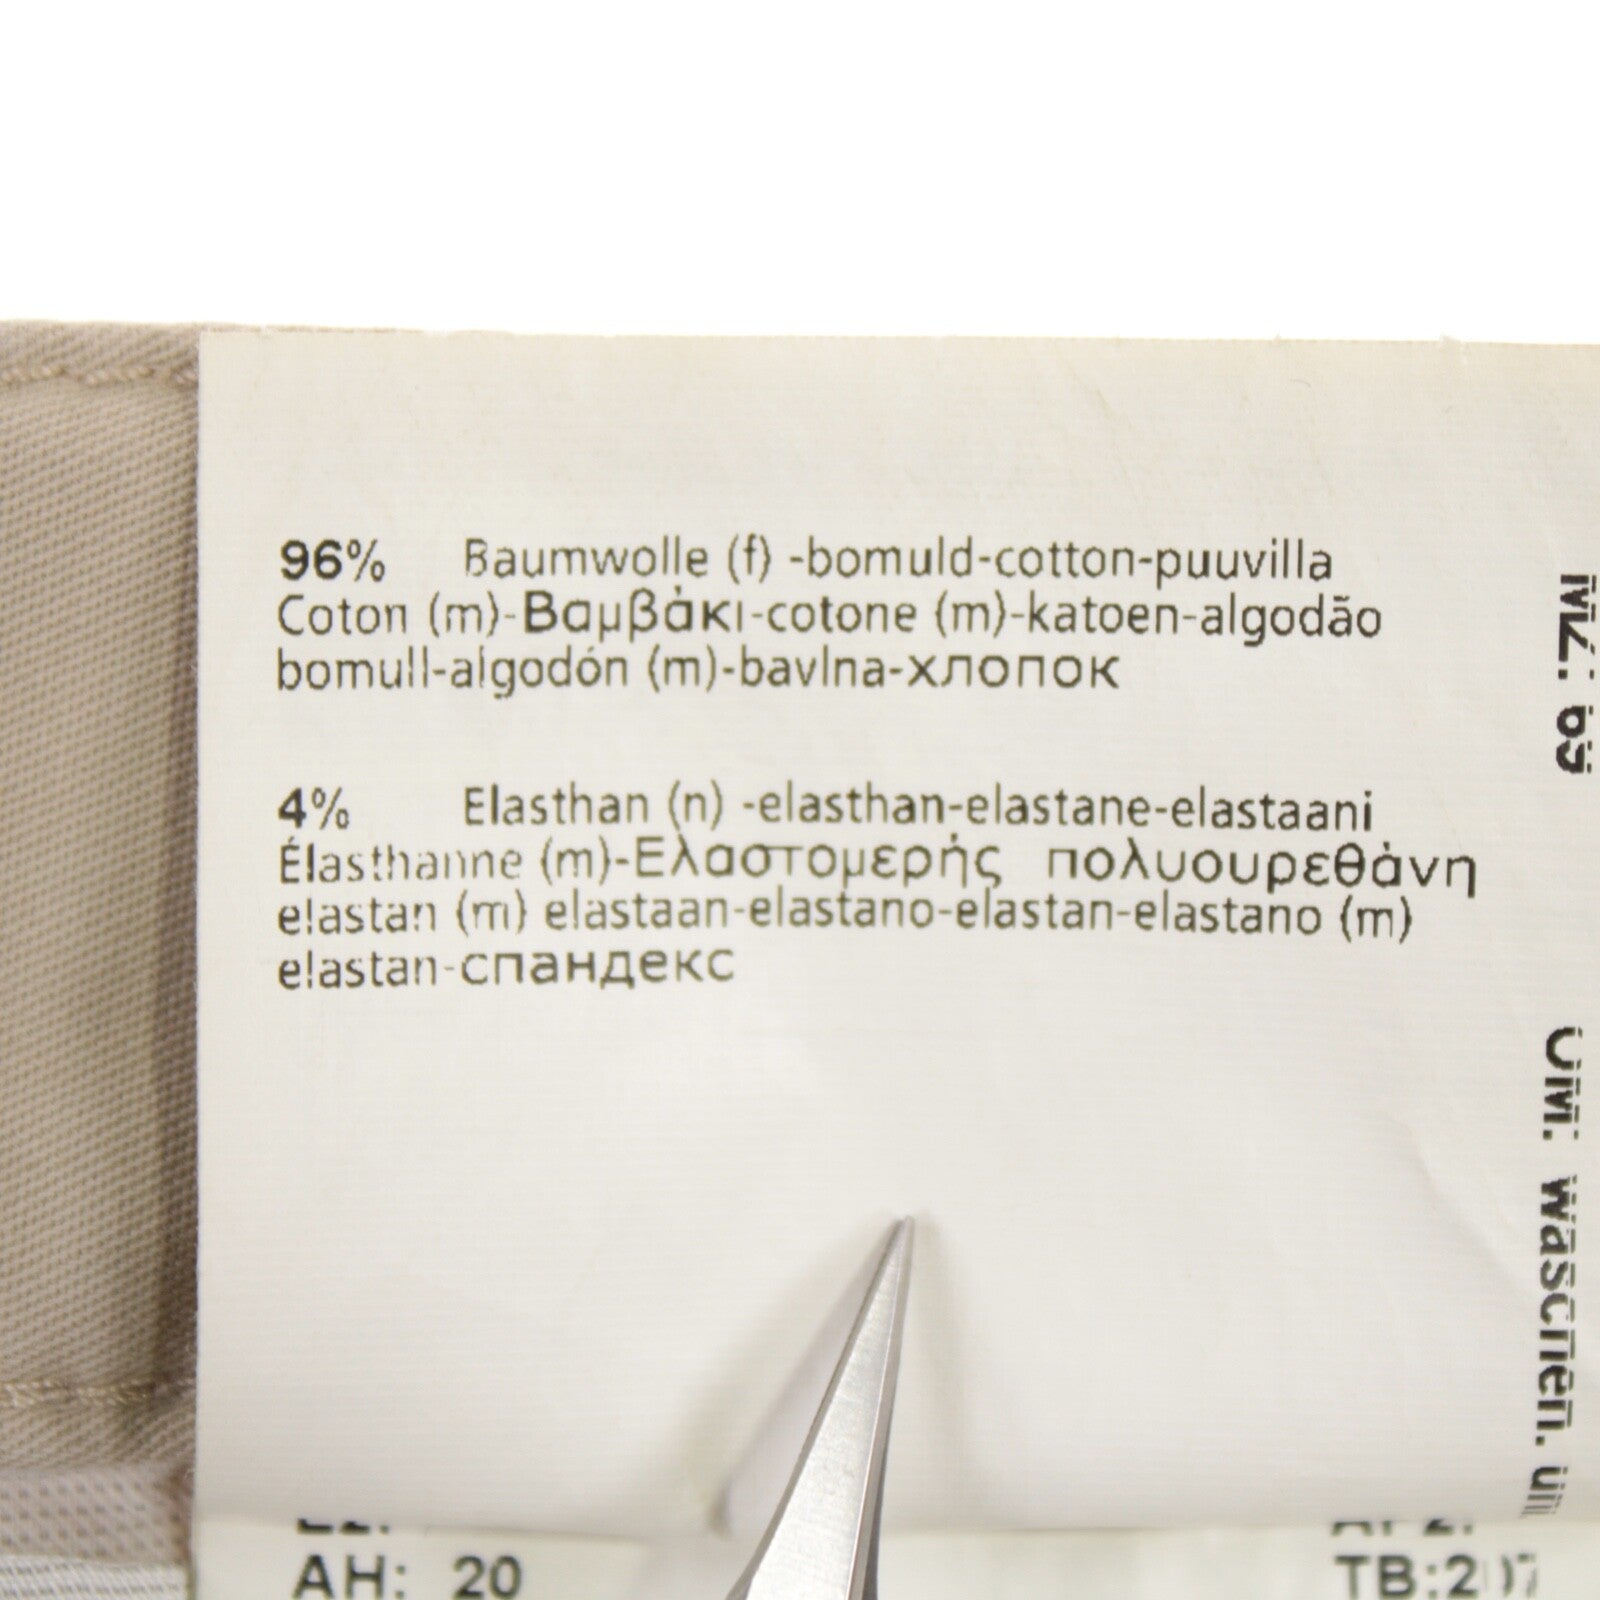 96% Baumwolle (f) -bomuld-cotton-puuvilla
Coton (m)-Βαμβάκι-cotone (m)-katoen-algodão
bomull-algodón (m)-bavlna-хлопок
4% Elasthan (n) -elasthan-elastane-elastaani
Élasthanne (m)-Ελαστομερής πολυουρεθάνη
elastan (m) elastaan-elastano-elastan-elastano (m)
elastan-спандекс
waschen.
AH: 20